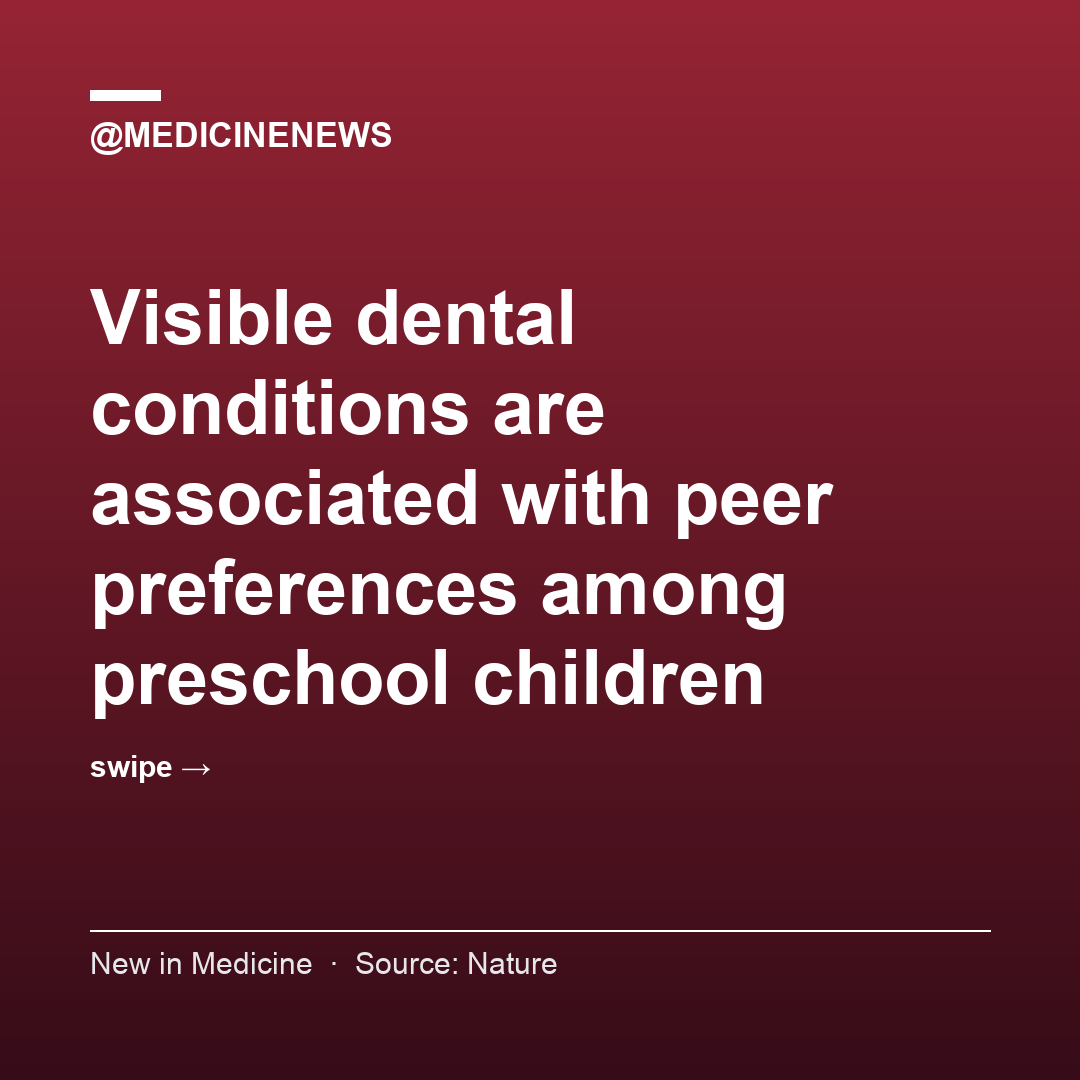 @MEDICINENEWS
Visible dental
conditions are
associated with peer
preferences among
preschool children
swipe →
New in Medicine · Source: Nature